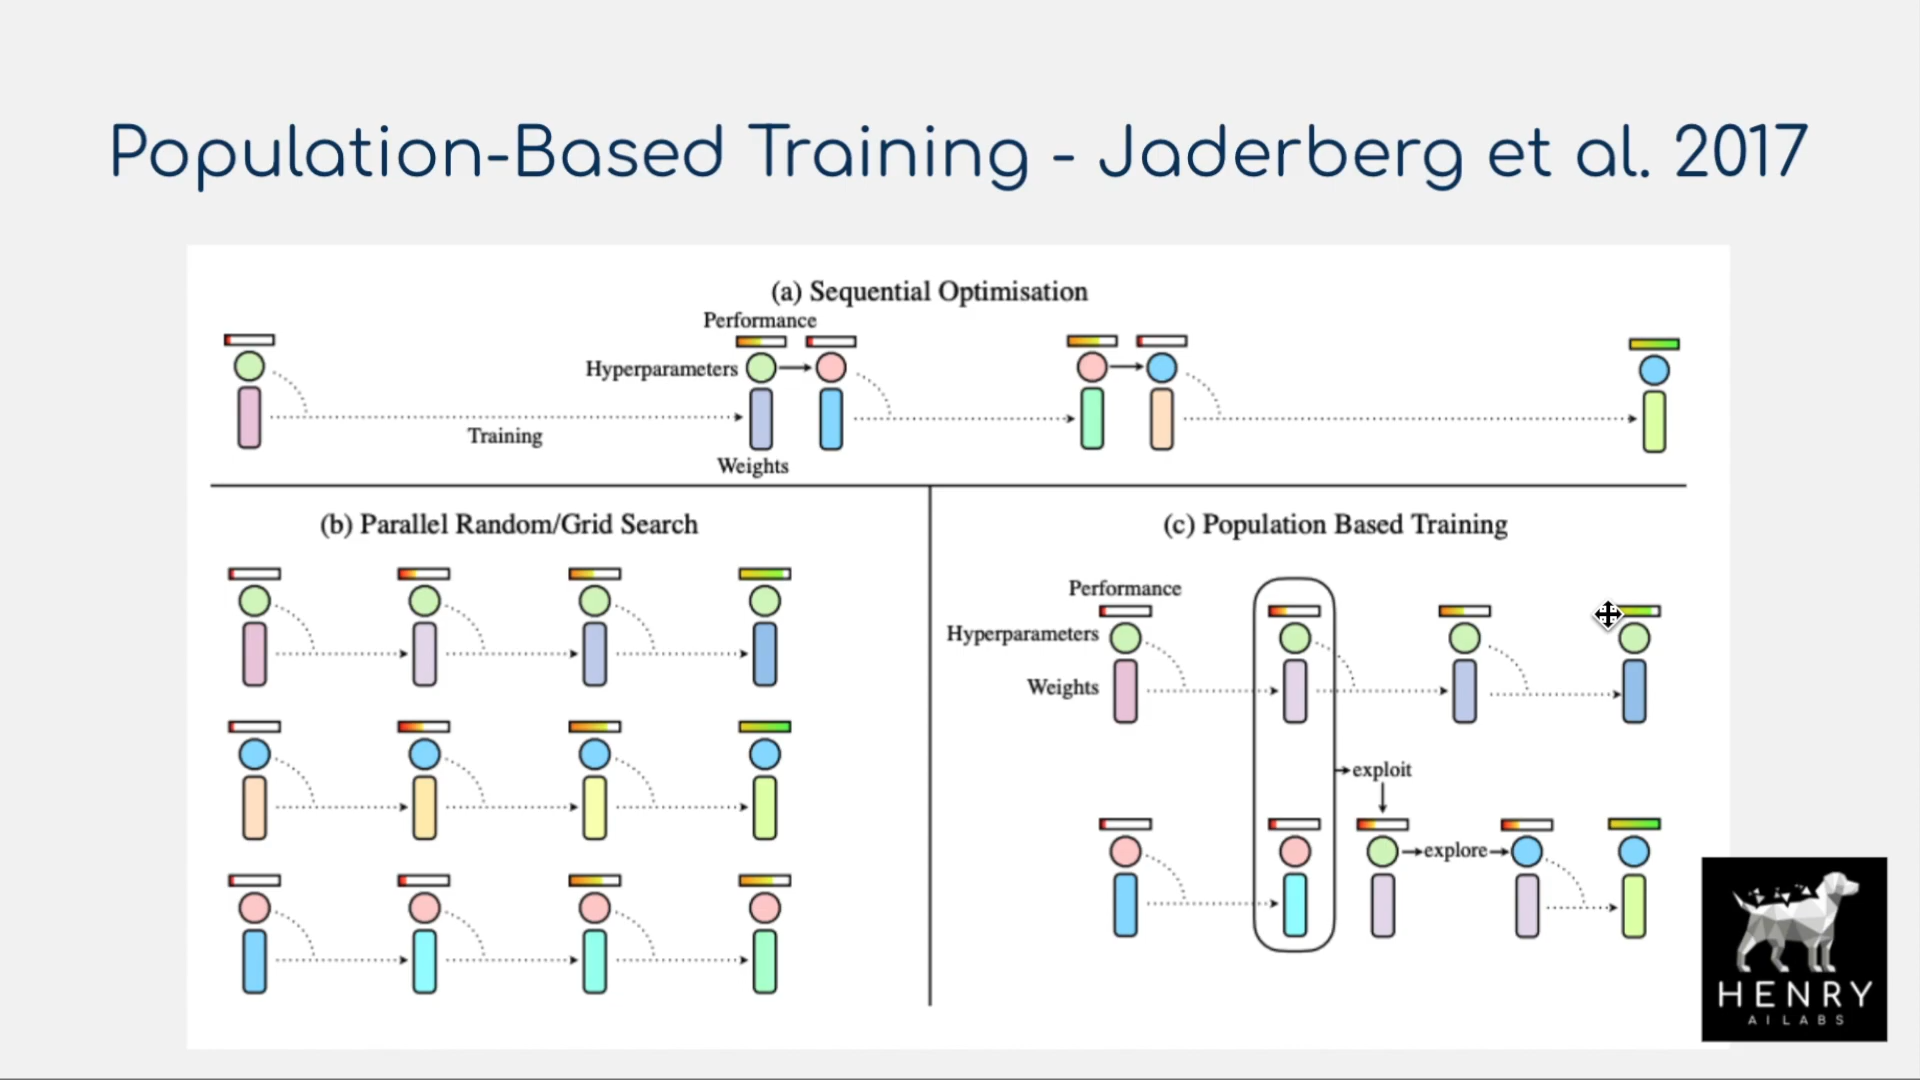 Population-Based Training - Jaderberg et al. 2017
(a) Sequential Optimisation
Performance
Hyperparameters
Training
Weights
(b) Parallel Random/Grid Search
(c) Population Based Training
Performance
Hyperparameters
Weights
exploit
explore
HENRY
AI LABS